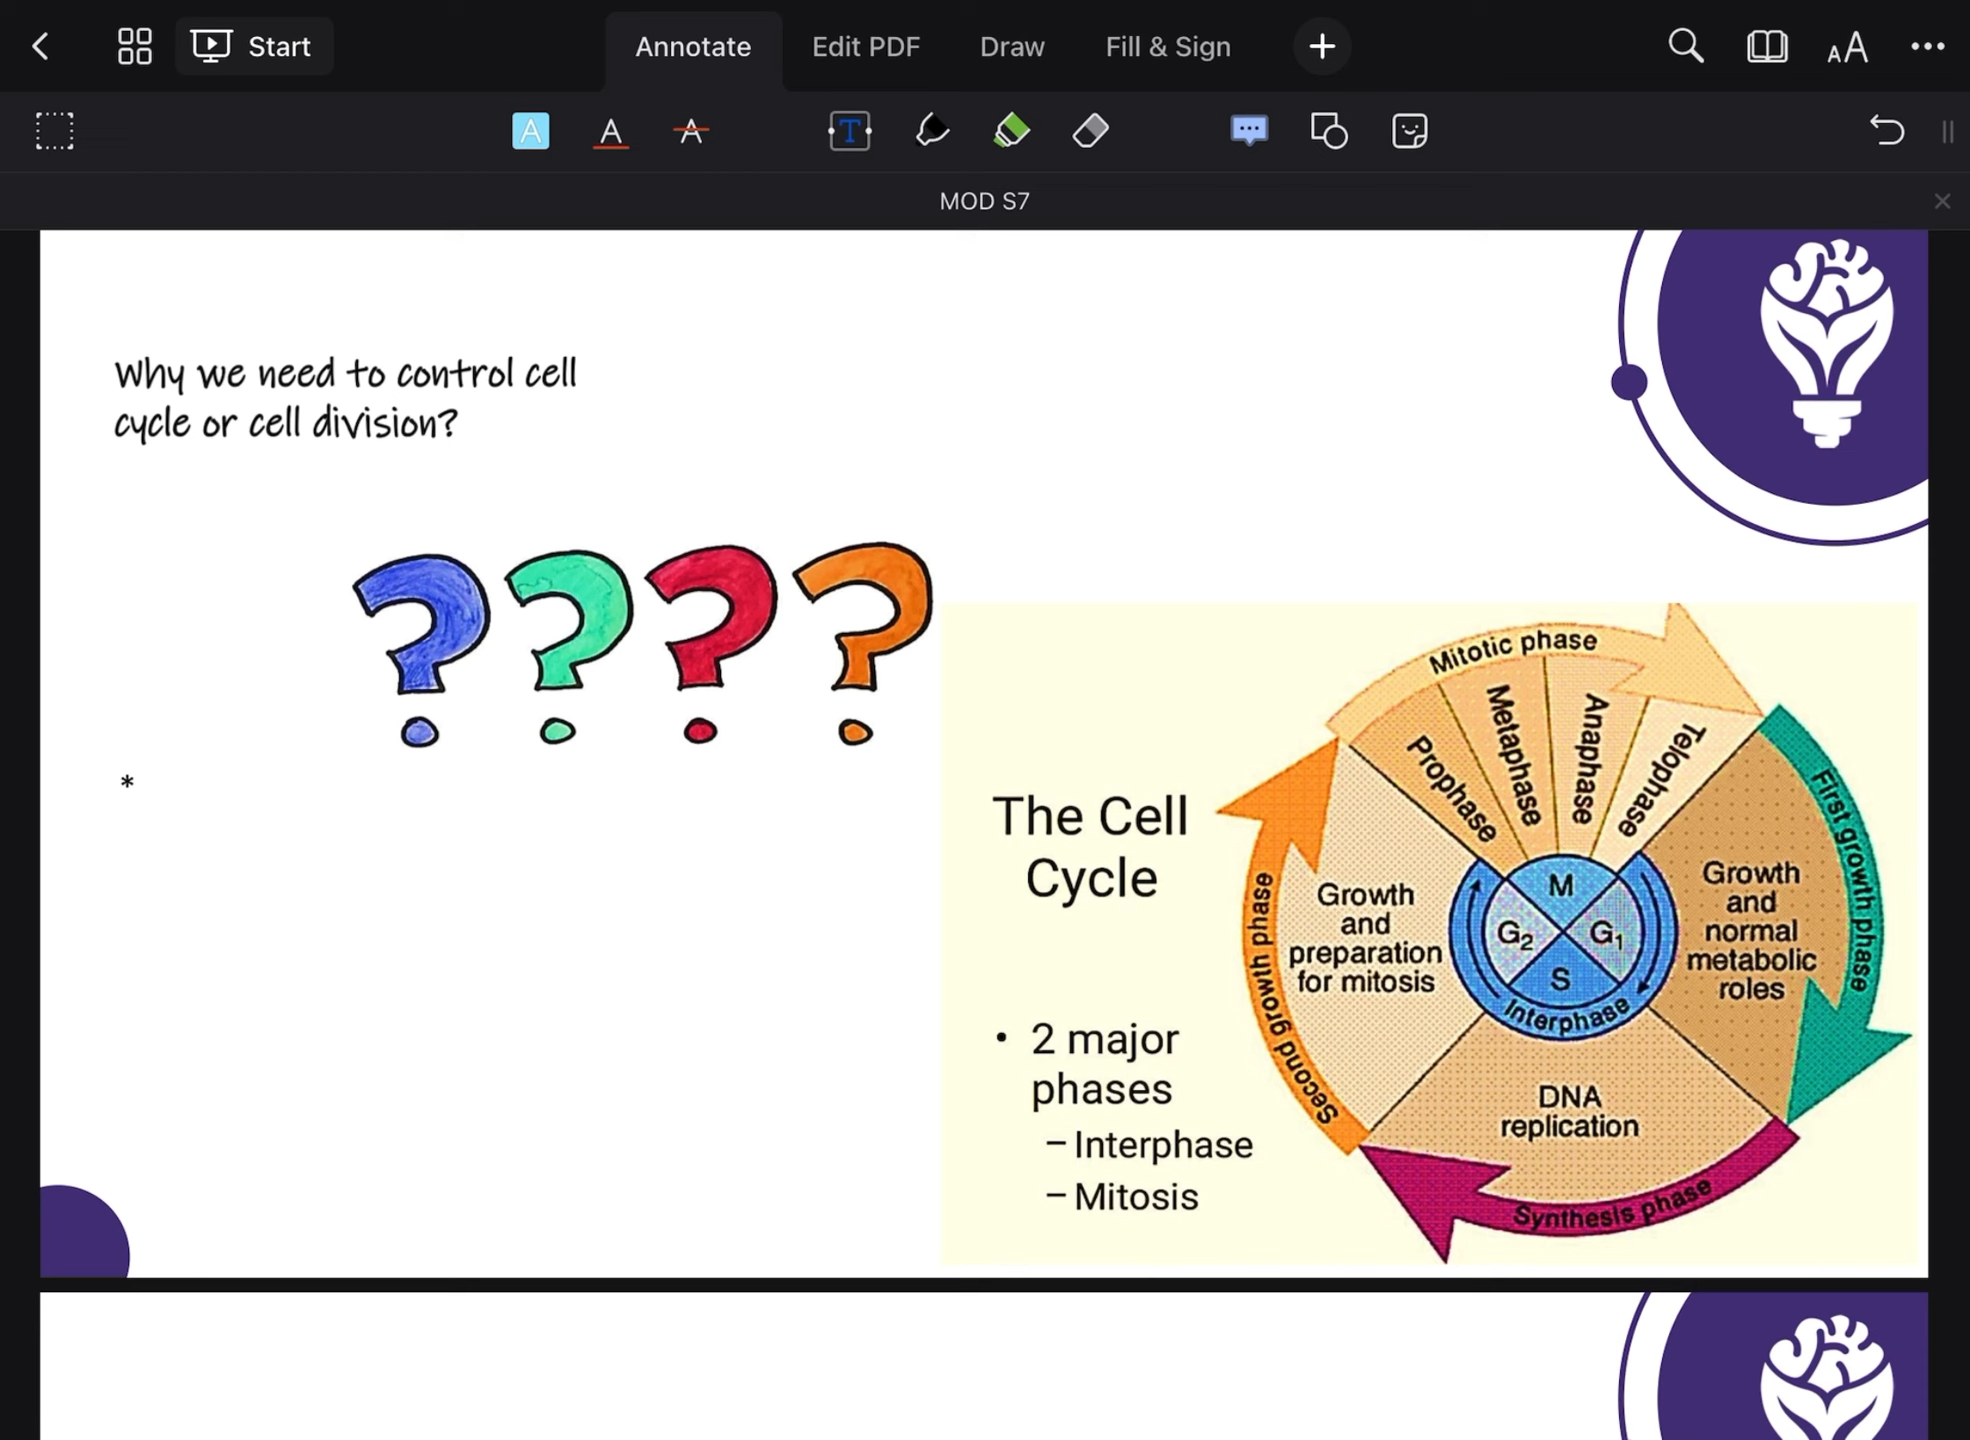 Start
Annotate
Edit PDF
Draw
Fill & Sign
AA
A
A
A
T
MOD S7
Why we need to control cell
cycle or cell division?
????
*
The Cell
Cycle
• 2 major
phases
– Interphase
– Mitosis
Mitotic phase
Prophase
Metaphase
Anaphase
Telophase
First growth phase
Growth
and
normal
metabolic
roles
Synthesis phase
DNA
replication
Second growth phase
Growth
and
preparation
for mitosis
M
G₁
S
G₂
Interphase